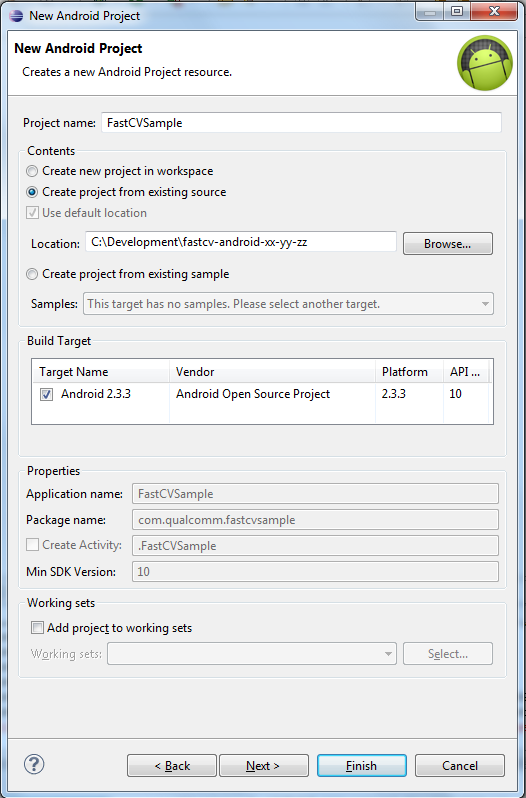 New Android Project
New Android Project
Creates a new Android Project resource.
Project name: FastCVSample
Contents
Create new project in workspace
Create project from existing source
Use default location
Location: C:\Development\fastcv-android-xx-yy-zz Browse...
Create project from existing sample
Samples: This target has no samples. Please select another target.
Build Target
Target Name Vendor Platform API ...
Android 2.3.3 Android Open Source Project 2.3.3 10
Properties
Application name: FastCVSample
Package name: com.qualcomm.fastcvsample
Create Activity: .FastCVSample
Min SDK Version: 10
Working sets
Add project to working sets
Working sets: Select...
? < Back Next > Finish Cancel